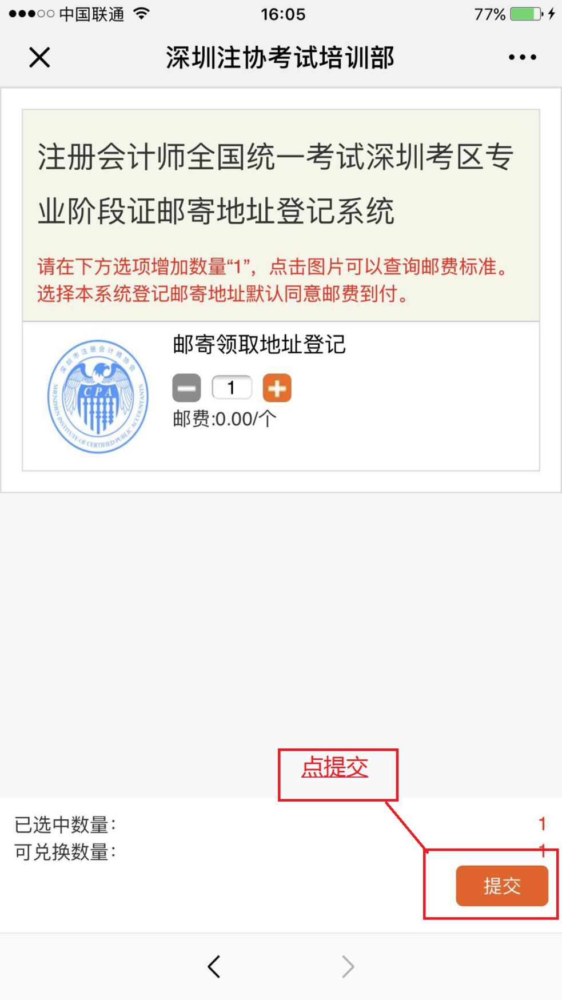 中国联通 16:05 77%
深圳注协考试培训部
注册会计师全国统一考试深圳考区专
业阶段证邮寄地址登记系统
请在下方选项增加数量“1”，点击图片可以查询邮费标准。
选择本系统登记邮寄地址默认同意邮费到付。
深圳市注册会计师协会
CPA
SHENZHEN INSTITUTE OF CERTIFIED PUBLIC ACCOUNTANTS
邮寄领取地址登记
1
邮费:0.00/个
点提交
已选中数量: 1
可兑换数量: 1
提交